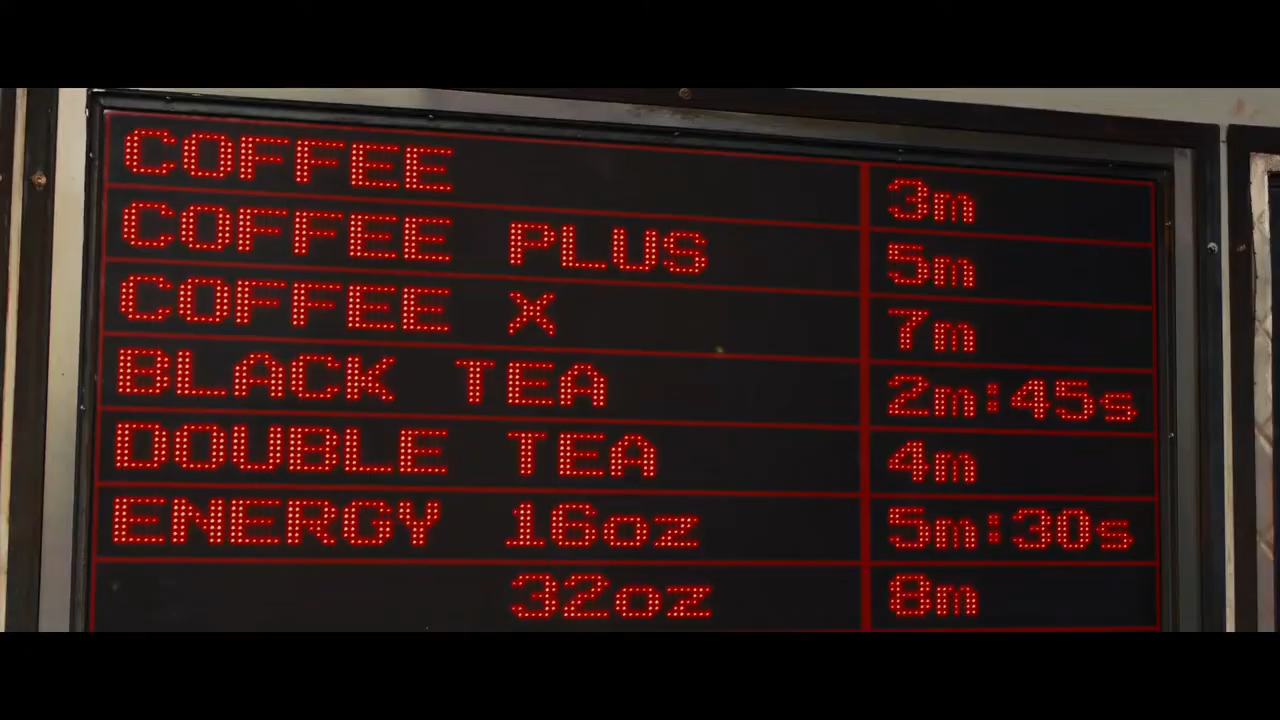 COFFEE 3m
COFFEE PLUS 5m
COFFEE X 7m
BLACK TEA 2m:45s
DOUBLE TEA 4m
ENERGY 16oz 5m:30s
32oz 8m